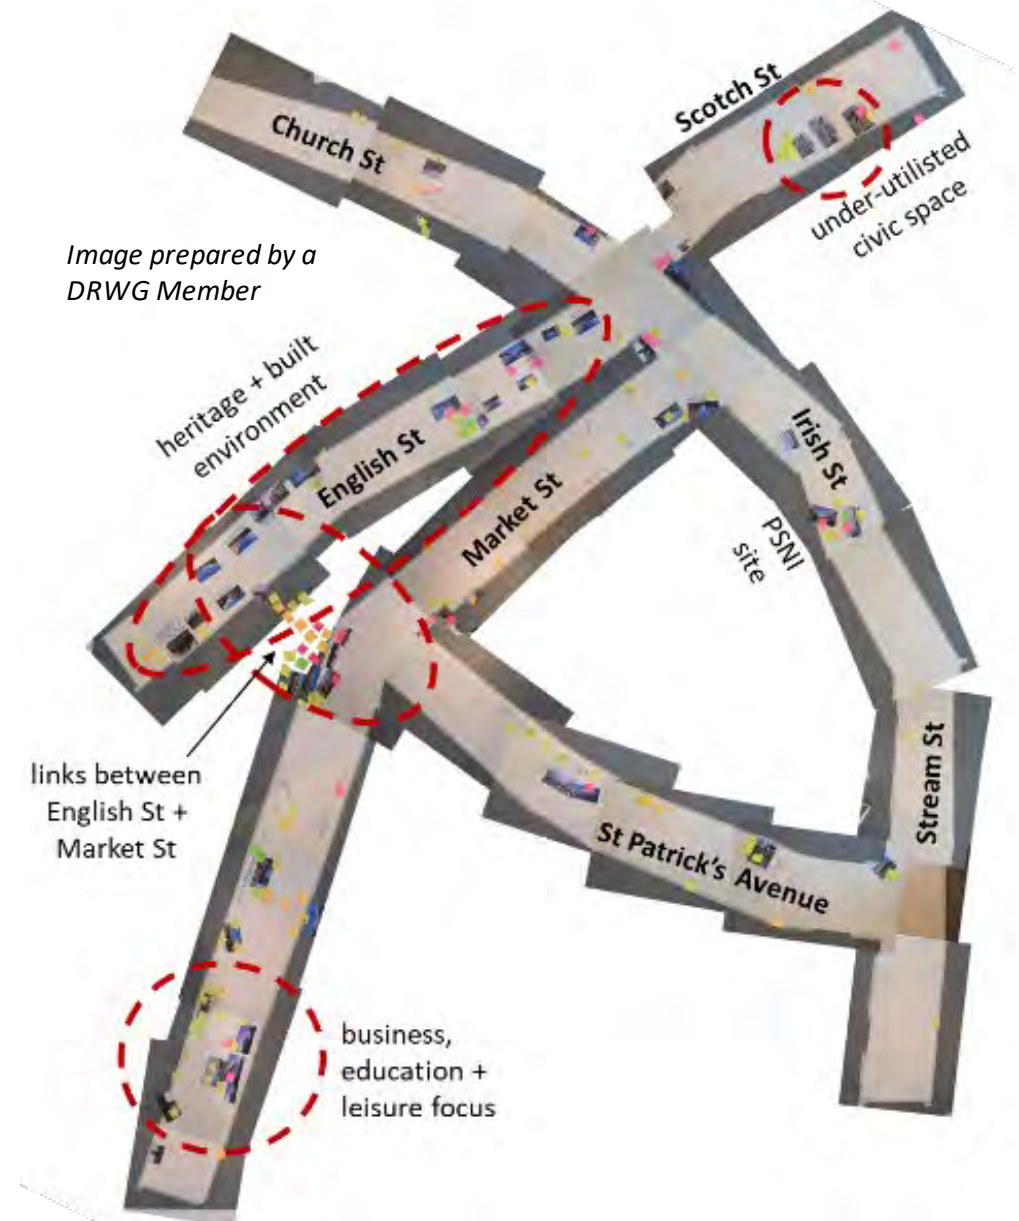 Church St
Scotch St
under-utilisted
civic space
Image prepared by a
DRWG Member
heritage + built
environment
English St
Market St
Irish St
PSNI
site
links between
English St +
Market St
Stream St
St Patrick's Avenue
business,
education +
leisure focus